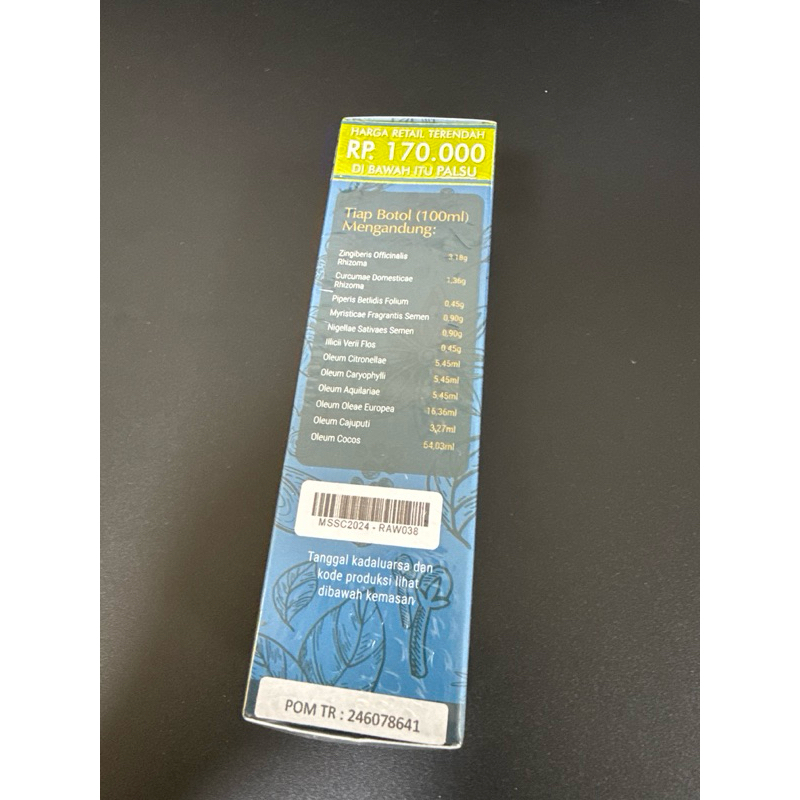 HARGA RETAIL TERENDAH
RP. 170.000
DI BAWAH ITU PALSU
Tiap Botol (100ml)
Mengandung:
Zingiberis Officinalis Rhizoma 3,18g
Curcumae Domesticae Rhizoma 1,36g
Piperis Betlidis Folium 0,45g
Myristicae Fragrantis Semen 0,90g
Nigellae Sativaes Semen 0,90g
Illicii Verii Flos 0,45g
Oleum Citronellae 5,45ml
Oleum Caryophylli 5,45ml
Oleum Aquilariae 5,45ml
Oleum Oleae Europea 16,36ml
Oleum Cajuputi 3,27ml
Oleum Cocos 54,03ml
MSSC2024 - RAW038
Tanggal kadaluarsa dan
kode produksi lihat
dibawah kemasan
POM TR : 246078641